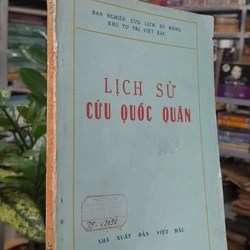 BAN NGHIÊN CỨU LỊCH SỬ ĐẢNG
KHU TỰ TRỊ VIỆT BẮC
LỊCH SỬ
CỨU QUỐC QUÂN
NHÀ XUẤT BẢN VIỆT BẮC